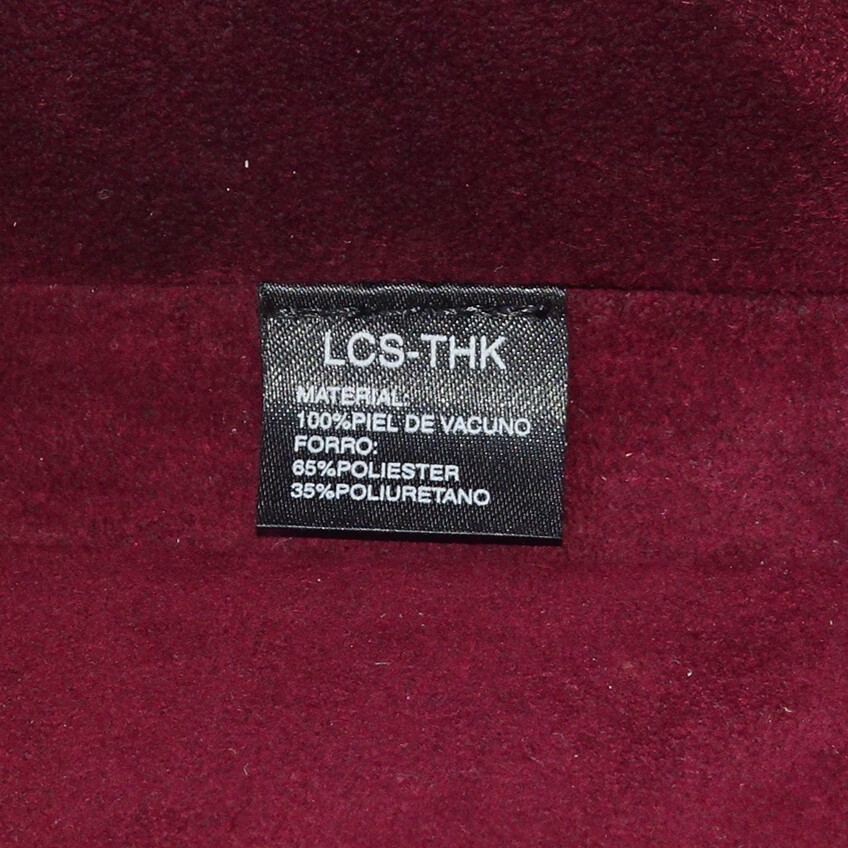 LCS-THK
MATERIAL:
100%PIEL DE VACUNO
FORRO:
65%POLIESTER
35%POLIURETANO